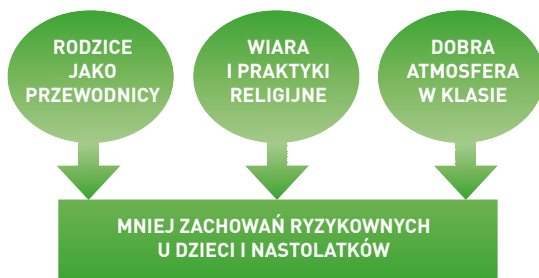 RODZICE
JAKO
PRZEWODNICY
WIARA
I PRAKTYKI
RELIGIJNE
DOBRA
ATMOSFERA
W KLASIE
MNIEJ ZACHOWAŃ RYZYKOWNYCH
U DZIECI I NASTOLATKÓW